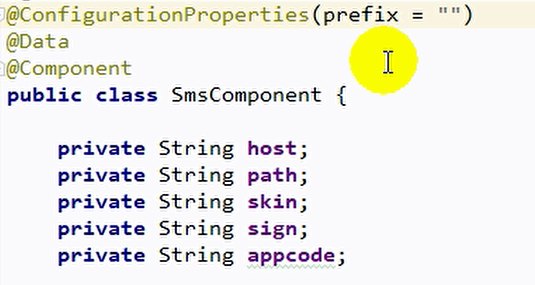 @ConfigurationProperties(prefix = "")
@Data
@Component
public class SmsComponent {
private String host;
private String path;
private String skin;
private String sign;
private String appcode;